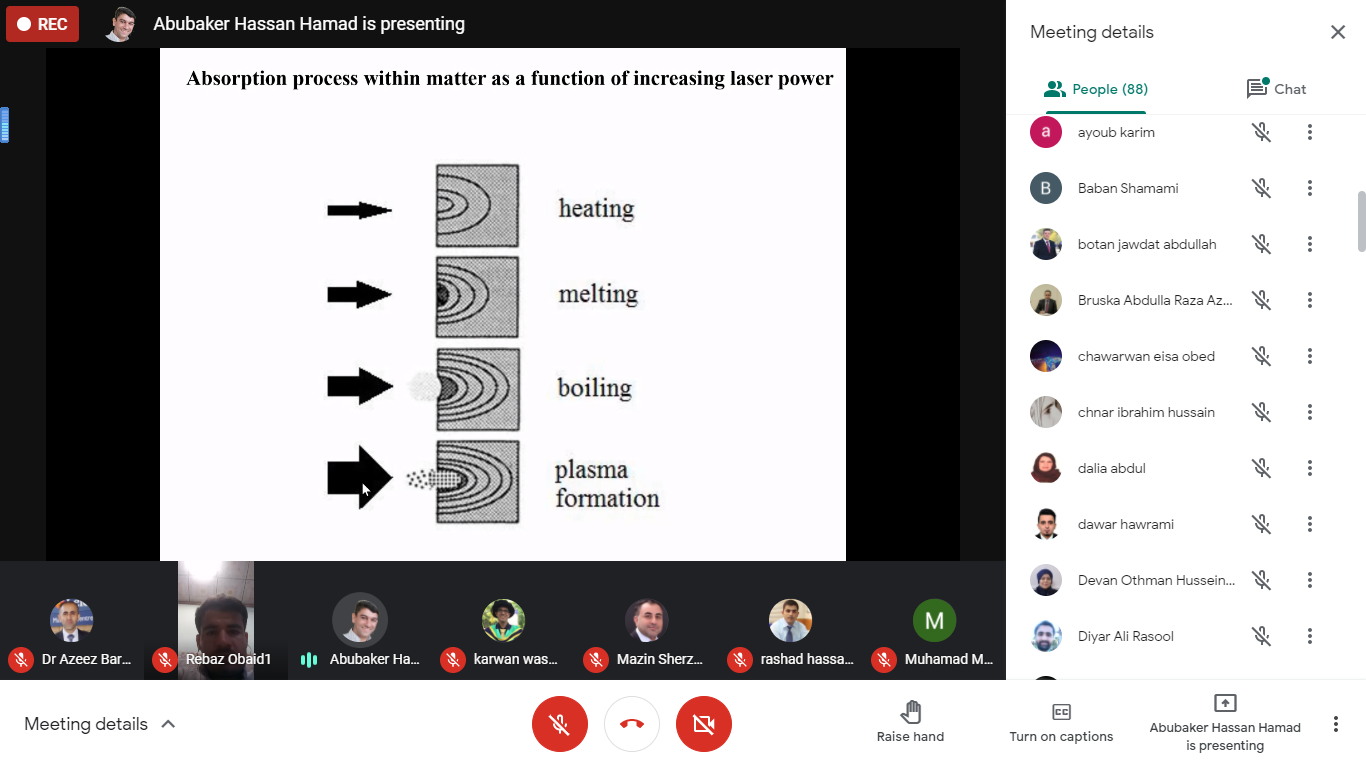 REC
Abubaker Hassan Hamad is presenting
Absorption process within matter as a function of increasing laser power
heating
melting
boiling
plasma
formation
Dr Azeez Bar...
Rebaz Obaid1
Abubaker Ha...
karwan was...
Mazin Sherz...
rashad hassa...
M
Muhamad M...
Meeting details
People (88)
Chat
a
ayoub karim
B
Baban Shamami
botan jawdat abdullah
Bruska Abdulla Raza Az...
chawarwan eisa obed
chnar ibrahim hussain
dalia abdul
dawar hawrami
Devan Othman Hussein...
Diyar Ali Rasool
Meeting details
Raise hand
CC
Turn on captions
Abubaker Hassan Hamad
is presenting